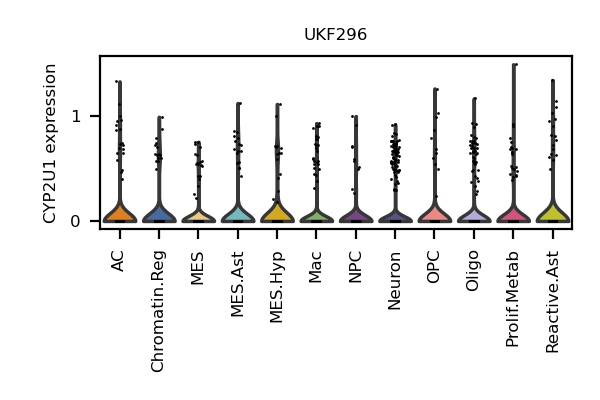 UKF296
CYP2U1 expression
1
0
AC
Chromatin.Reg
MES
MES.Ast
MES.Hyp
Mac
NPC
Neuron
OPC
Oligo
Prolif.Metab
Reactive.Ast